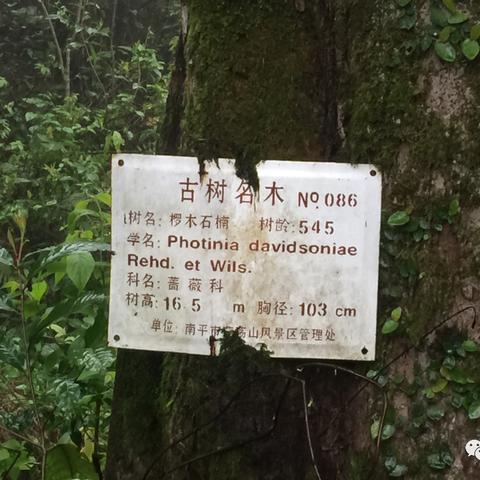 古树名木 №086
树名: 椤木石楠 树龄: 545
学名: Photinia davidsoniae
Rehd. et Wils.
科名: 蔷薇科
树高: 16.5 m 胸径: 103 cm
单位: 南平市 山风景区管理处